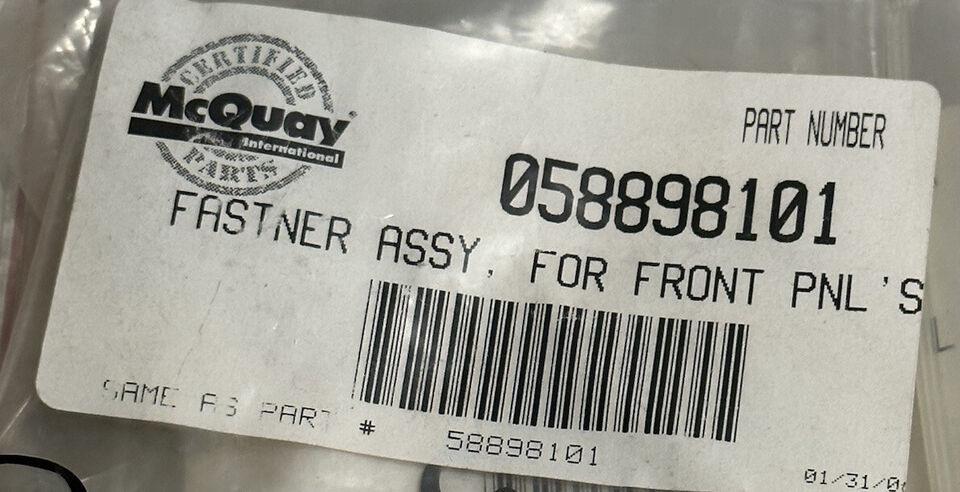 CERTIFIED
McQuay
International
PARTS
PART NUMBER
058898101
FASTNER ASSY, FOR FRONT PNL'S
SAME AS PART # 58898101